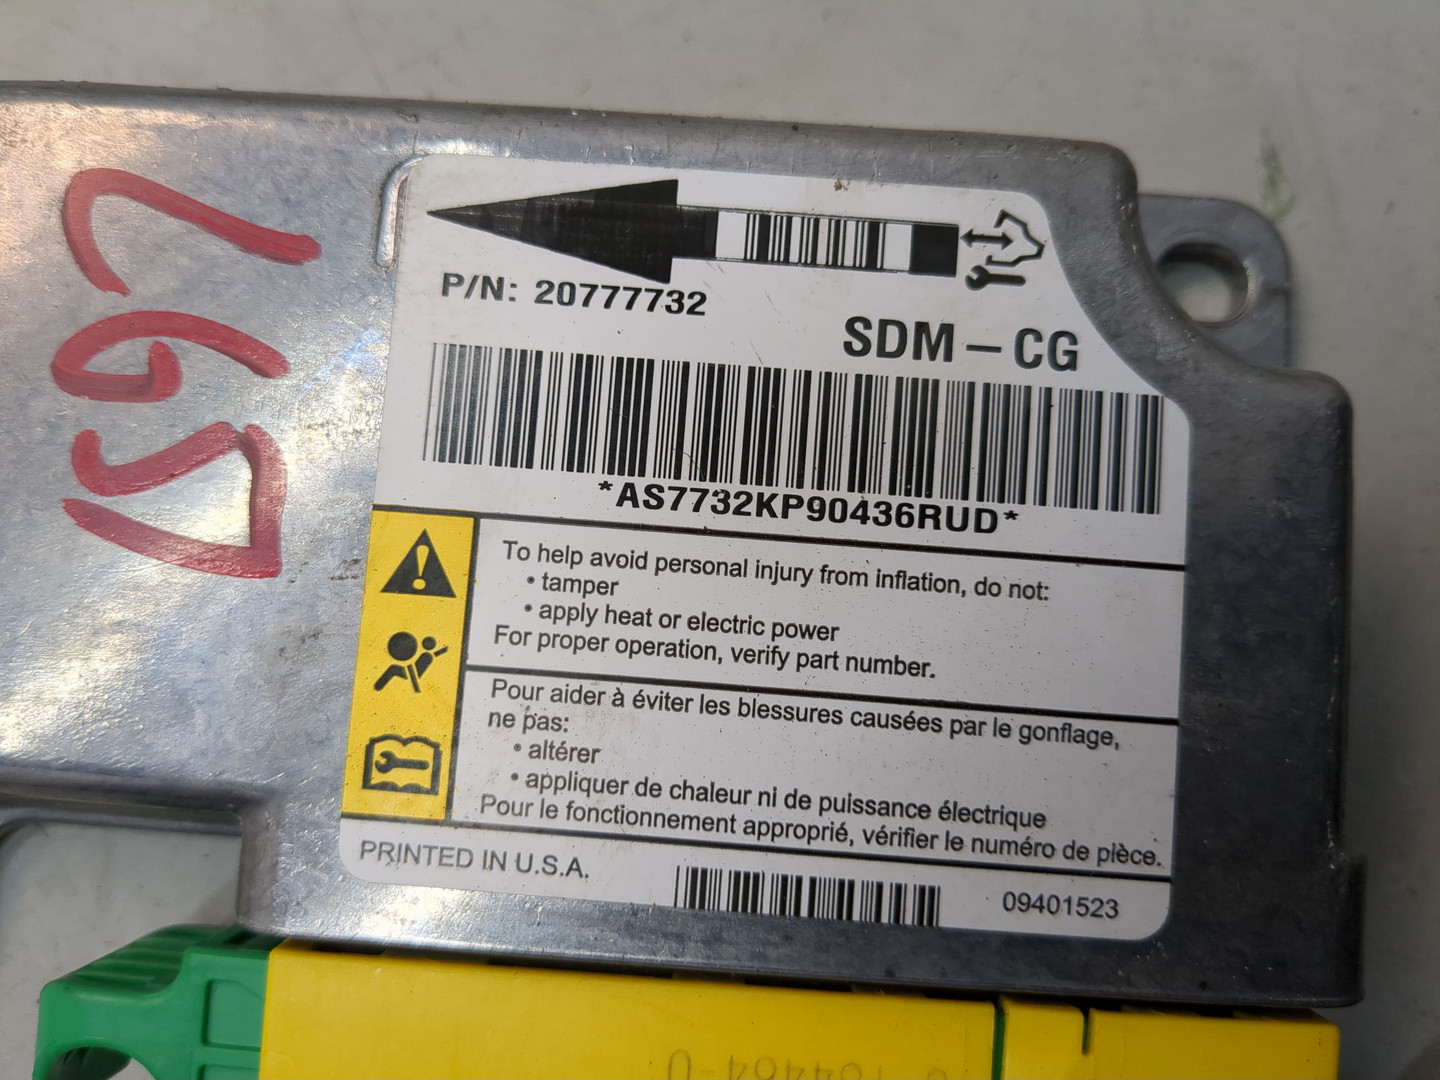 P/N: 20777732
SDM – CG
*AS7732KP90436RUD*
To help avoid personal injury from inflation, do not:
• tamper
• apply heat or electric power
For proper operation, verify part number.
Pour aider à éviter les blessures causées par le gonflage,
ne pas:
• altérer
• appliquer de chaleur ni de puissance électrique
Pour le fonctionnement approprié, vérifier le numéro de pièce.
PRINTED IN U.S.A.
09401523